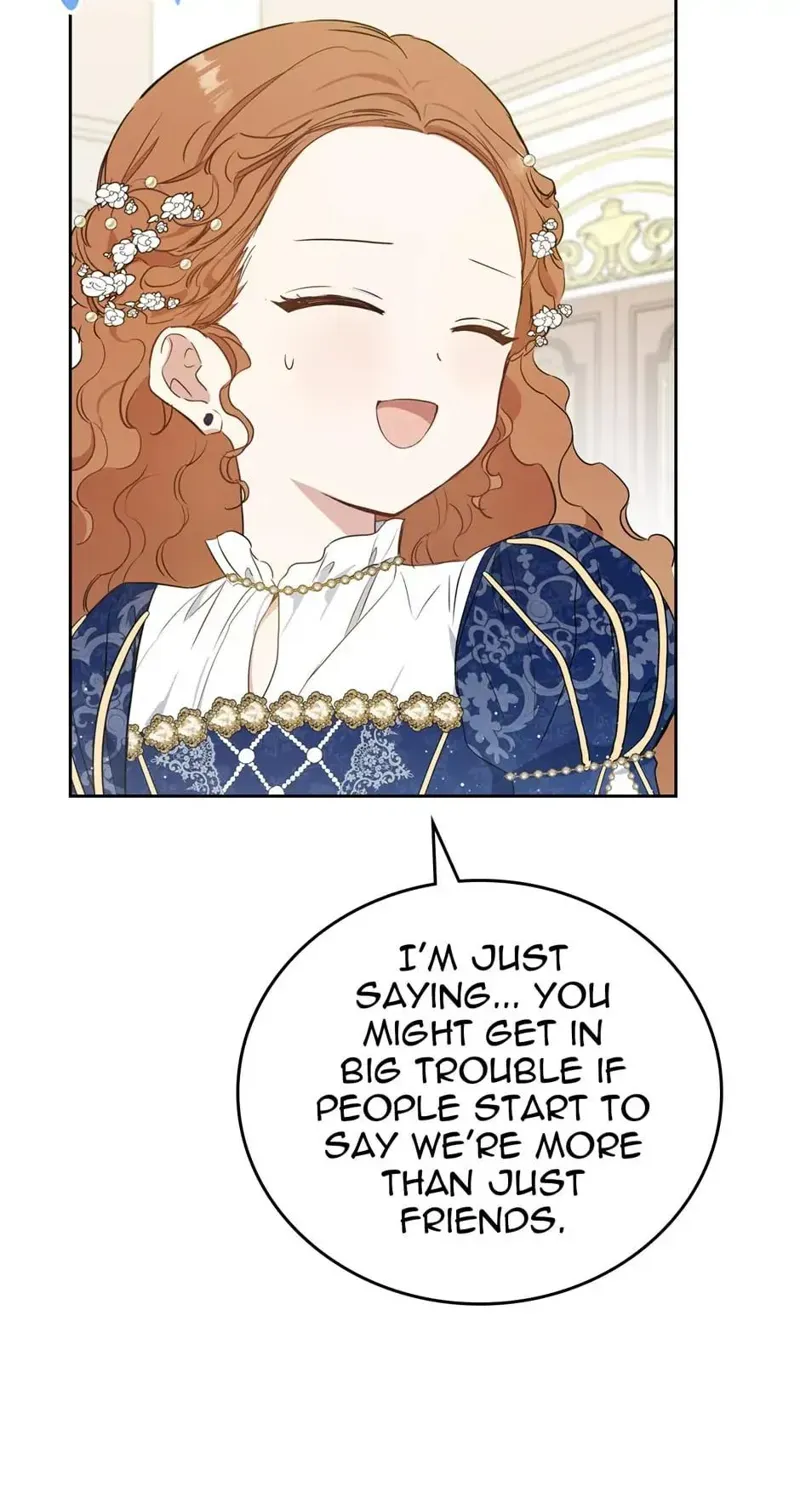 I'M JUST
SAYING... YOU
MIGHT GET IN
BIG TROUBLE IF
PEOPLE START TO
SAY WE'RE MORE
THAN JUST
FRIENDS.